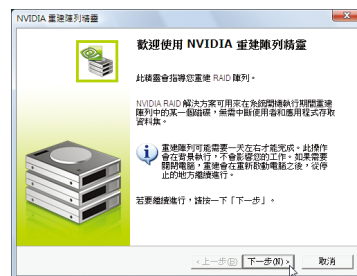 NVIDIA 重建陣列精靈
歡迎使用 NVIDIA 重建陣列精靈
此精靈會指導您重建 RAID 陣列。
NVIDIA RAID 解決方案可用來在系統開機執行期間重建
陣列中的某一個磁碟,無需中斷使用者和應用程式存取
資料集。
重建陣列可能需要一天左右才能完成。此操作
會在背景執行,不會影響您的工作。如果需要
關閉電腦,重建會在重新啟動電腦之後,從停
止的地方繼續進行。
若要繼續進行,請按一下「下一步」。
<上一步(B) 下一步(N)> 取消